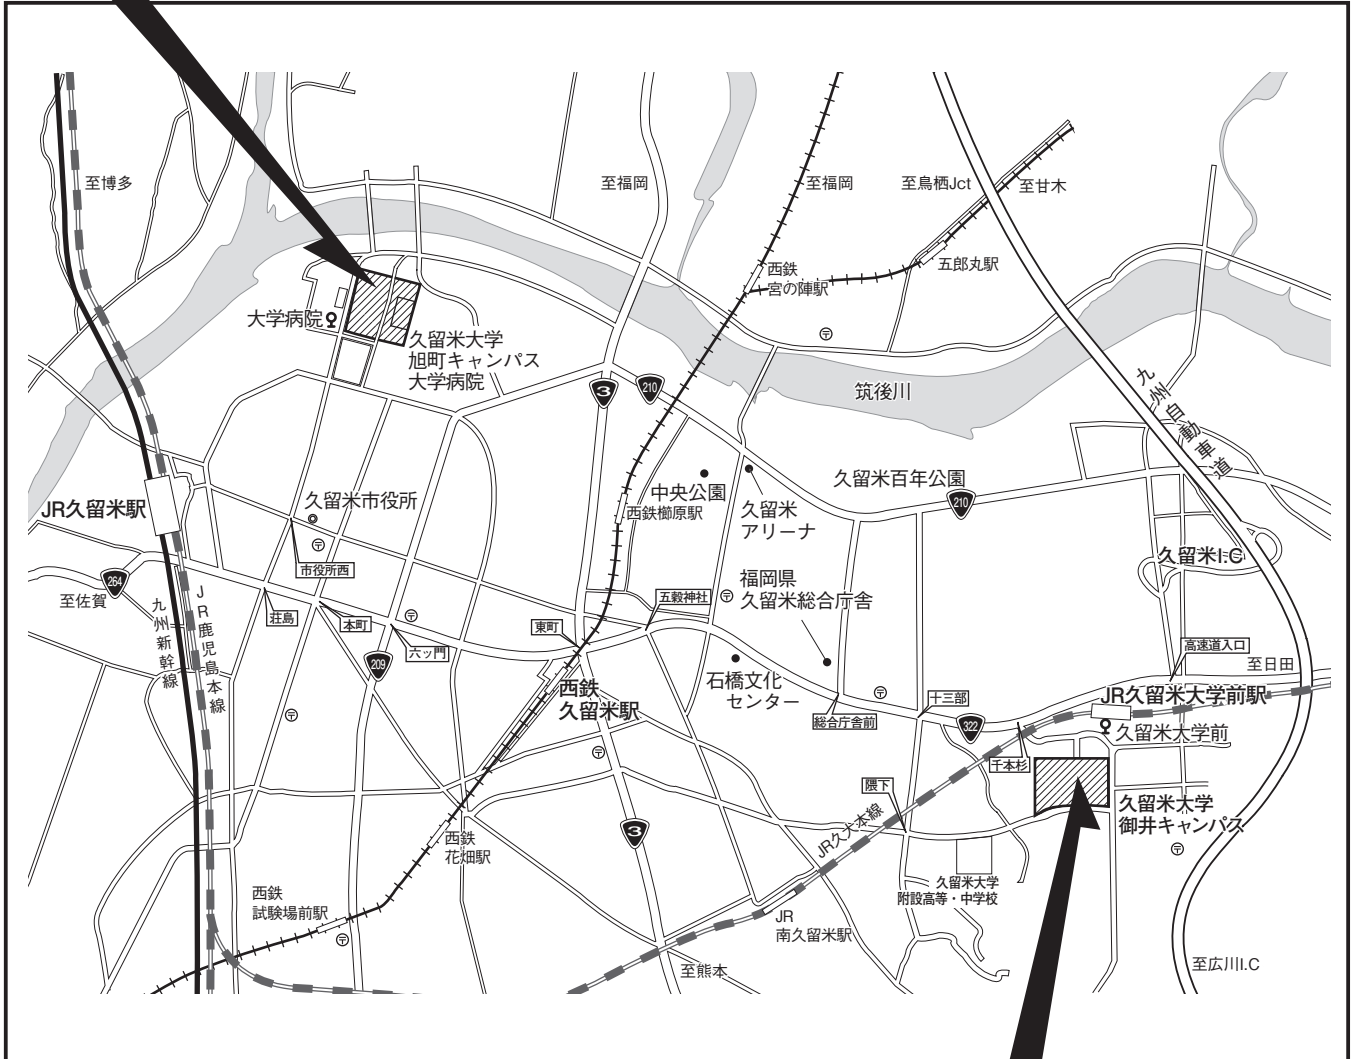 至博多
至福岡
至福岡
至鳥栖Jct
至甘木
五郎丸駅
西鉄
宮の陣駅
大学病院
久留米大学
旭町キャンパス
大学病院
3
210
筑後川
九州自動車道
JR久留米駅
久留米市役所
中央公園
西鉄櫛原駅
久留米
アリーナ
久留米百年公園
210
久留米I.C
市役所西
264
至佐賀
九州新幹線
JR鹿児島本線
荘島
本町
六ッ門
209
東町
五穀神社
福岡県
久留米総合庁舎
石橋文化
センター
西鉄
久留米駅
総合庁舎前
十三部
322
高速道入口
至日田
JR久留米大学前駅
久留米大学前
千本杉
隈下
久留米大学
御井キャンパス
3
JR久大本線
西鉄
花畑駅
久留米大学
附設高等・中学校
西鉄
試験場前駅
JR
南久留米駅
至熊本
至広川I.C